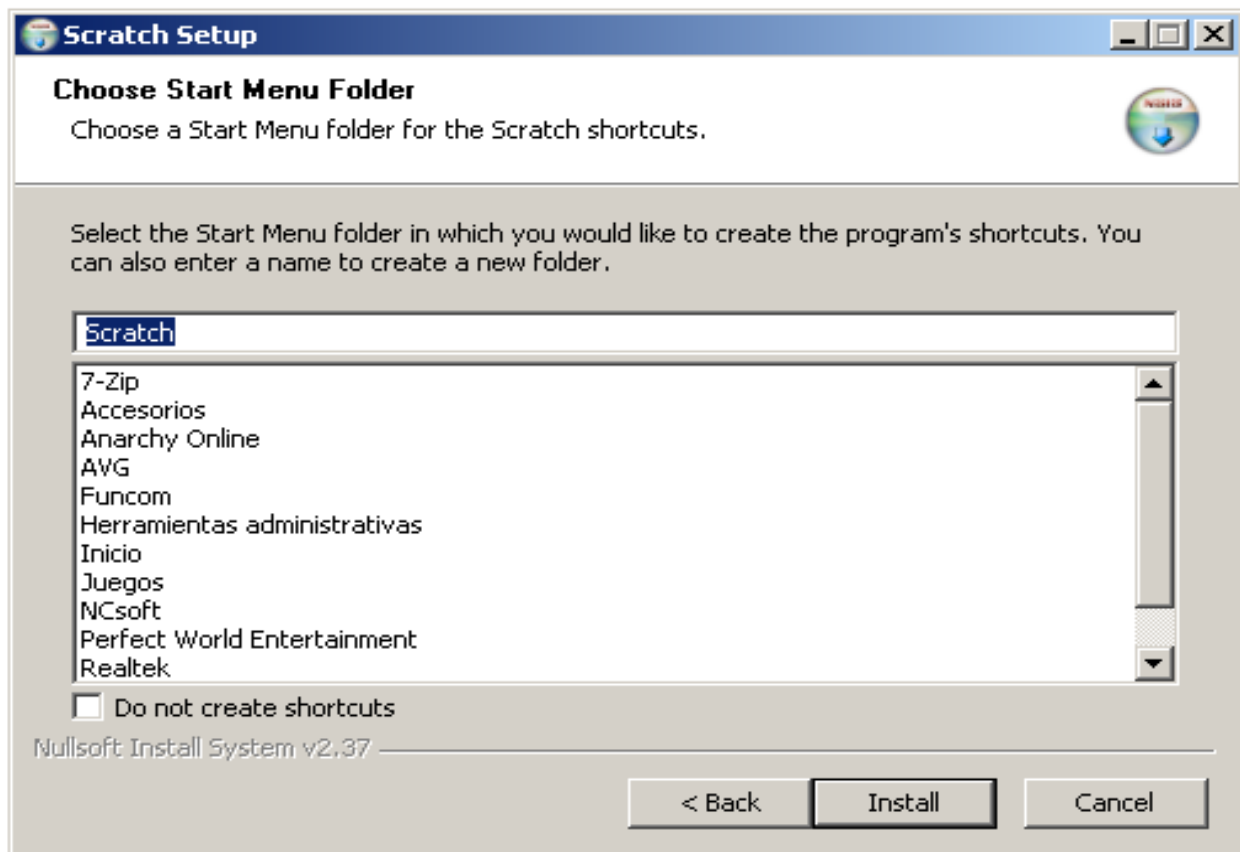 Scratch Setup
Choose Start Menu Folder
Choose a Start Menu folder for the Scratch shortcuts.
Select the Start Menu folder in which you would like to create the program's shortcuts. You
can also enter a name to create a new folder.
Scratch
7-Zip
Accesorios
Anarchy Online
AVG
Funcom
Herramientas administrativas
Inicio
Juegos
NCsoft
Perfect World Entertainment
Realtek
Do not create shortcuts
Nullsoft Install System v2.37
< Back
Install
Cancel